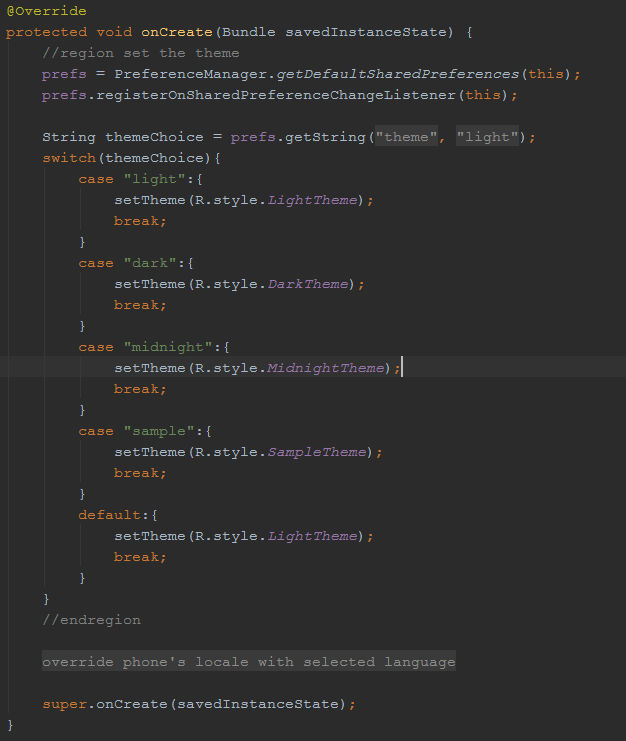 @Override
protected void onCreate(Bundle savedInstanceState) {
//region set the theme
prefs = PreferenceManager.getDefaultSharedPreferences(this);
prefs.registerOnSharedPreferenceChangeListener(this);
String themeChoice = prefs.getString("theme", "light");
switch(themeChoice){
case "light":{
setTheme(R.style.LightTheme);
break;
}
case "dark":{
setTheme(R.style.DarkTheme);
break;
}
case "midnight":{
setTheme(R.style.MidnightTheme);
break;
}
case "sample":{
setTheme(R.style.SampleTheme);
break;
}
default:{
setTheme(R.style.LightTheme);
break;
}
}
//endregion
override phone's locale with selected language
super.onCreate(savedInstanceState);
}